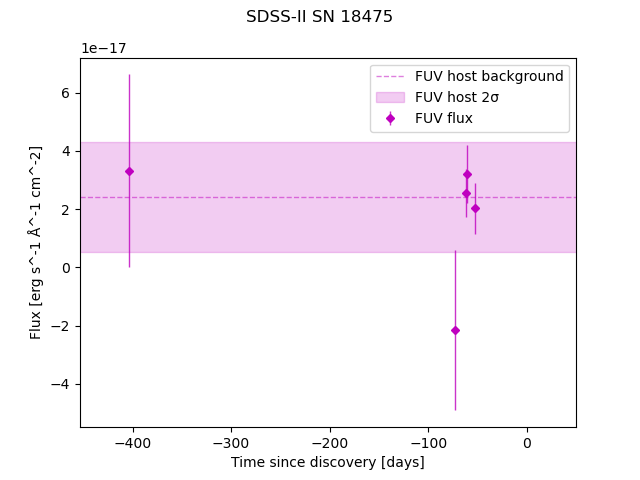 SDSS-II SN 18475
1e−17
FUV host background
FUV host 2σ
FUV flux
6
4
2
0
−2
−4
Flux [erg s^-1 Å^-1 cm^-2]
−400
−300
−200
−100
0
Time since discovery [days]